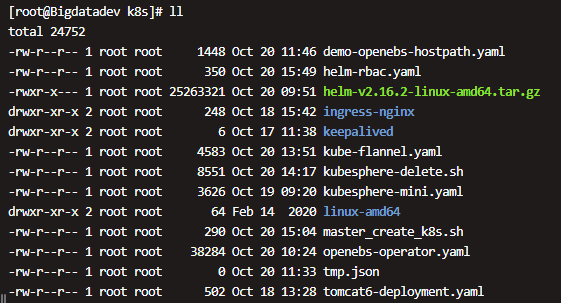 [root@Bigdatadev k8s]# ll
total 24752
-rw-r--r-- 1 root root 1448 Oct 20 11:46 demo-openebs-hostpath.yaml
-rw-r--r-- 1 root root 350 Oct 20 15:49 helm-rbac.yaml
-rwxr-x--- 1 root root 25263321 Oct 20 09:51 helm-v2.16.2-linux-amd64.tar.gz
drwxr-xr-x 2 root root 248 Oct 18 15:42 ingress-nginx
drwxr-xr-x 2 root root 6 Oct 17 11:38 keepalived
-rw-r--r-- 1 root root 4583 Oct 20 13:51 kube-flannel.yaml
-rw-r--r-- 1 root root 8551 Oct 20 14:17 kubesphere-delete.sh
-rw-r--r-- 1 root root 3626 Oct 19 09:20 kubesphere-mini.yaml
drwxr-xr-x 2 root root 64 Feb 14 2020 linux-amd64
-rw-r--r-- 1 root root 290 Oct 20 15:04 master_create_k8s.sh
-rw-r--r-- 1 root root 38284 Oct 20 10:24 openebs-operator.yaml
-rw-r--r-- 1 root root 0 Oct 20 11:33 tmp.json
-rw-r--r-- 1 root root 502 Oct 18 13:28 tomcat6-deployment.yaml